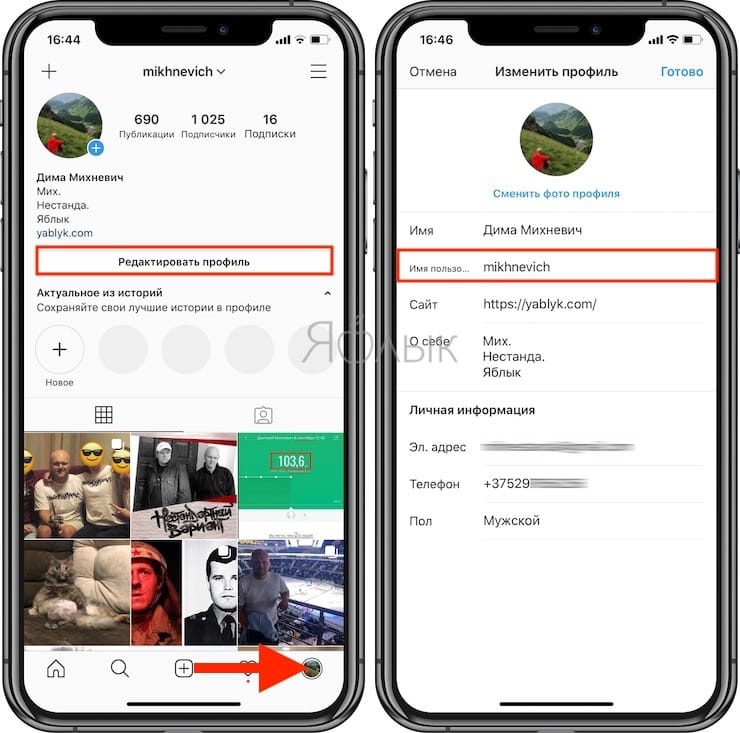 16:44
mikhnevich
690
1 025
16
Публикации
Подписчики
Подписки
Дима Михневич
Мих.
Нестанда.
Яблык
yablyk.com
Редактировать профиль
Актуальное из историй
Сохраняйте свои лучшие истории в профиле
Новое
103,6
Нестандартный
Вариант
16:46
Отмена
Изменить профиль
Готово
Сменить фото профиля
Имя
Дима Михневич
Имя пользо...
mikhnevich
Сайт
https://yablyk.com/
О себе
Мих.
Нестанда.
Яблык
Личная информация
Эл. адрес
Телефон
+37529
Пол
Мужской
Яблык